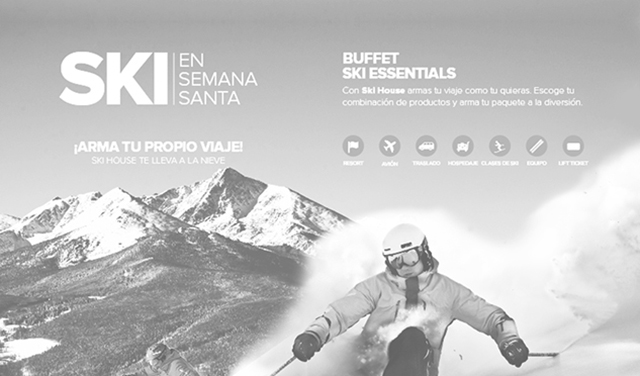 SKI
EN
SEMANA
SANTA
¡ARMA TU PROPIO VIAJE!
SKI HOUSE TE LLEVA A LA NIEVE
BUFFET
SKI ESSENTIALS
Con Ski House armas tu viaje como tu quieras. Escoge tu
combinación de productos y arma tu paquete a la diversión.
RESORT AVIÓN TRASLADO HOSPEDAJE CLASES DE SKI EQUIPO LIFT TICKET